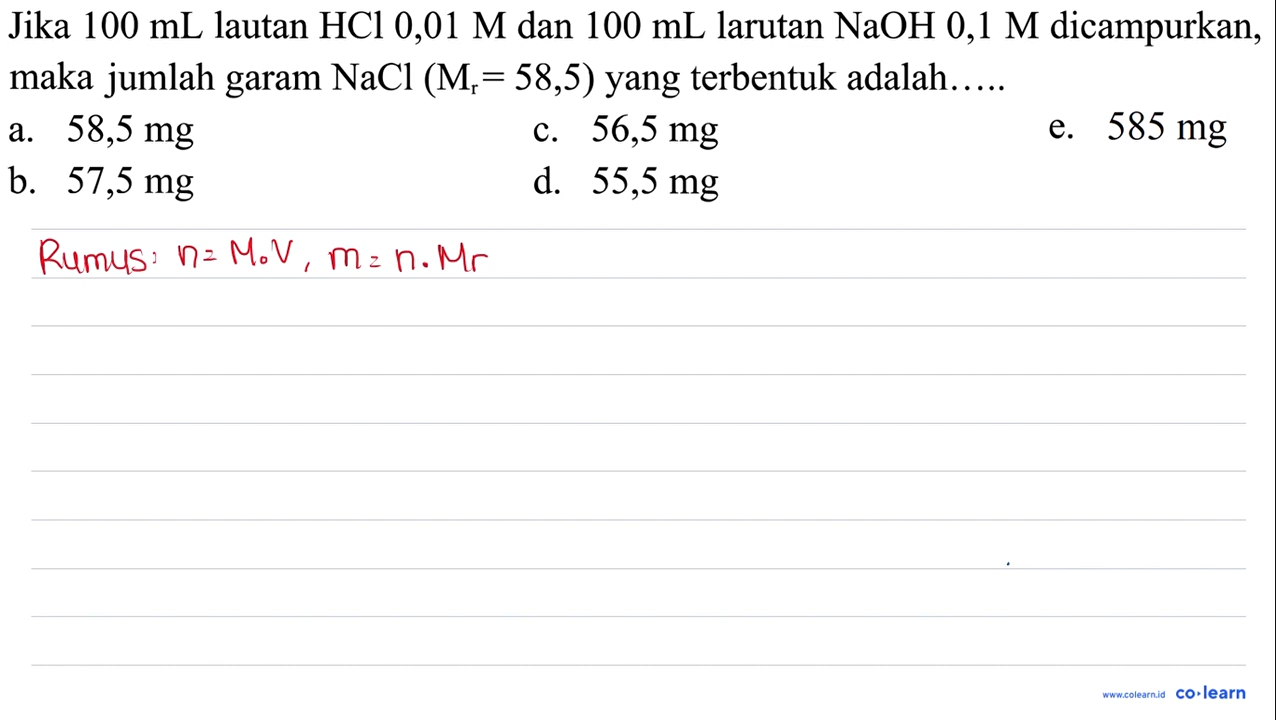 Jika 100 mL lautan HCl 0,01 M dan 100 mL larutan NaOH 0,1 M dicampurkan,
maka jumlah garam NaCl (Mᵣ= 58,5) yang terbentuk adalah…..
a. 58,5 mg c. 56,5 mg e. 585 mg
b. 57,5 mg d. 55,5 mg
Rumus: n = M.V, m = n. Mr
www.colearn.id co·learn